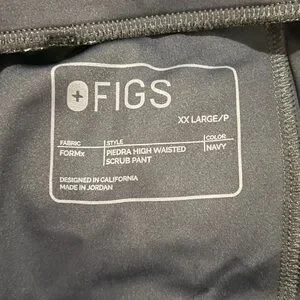 FIGS
XX LARGE/P
FABRIC STYLE COLOR
FORMx PIEDRA HIGH WAISTED NAVY
SCRUB PANT
DESIGNED IN CALIFORNIA
MADE IN JORDAN